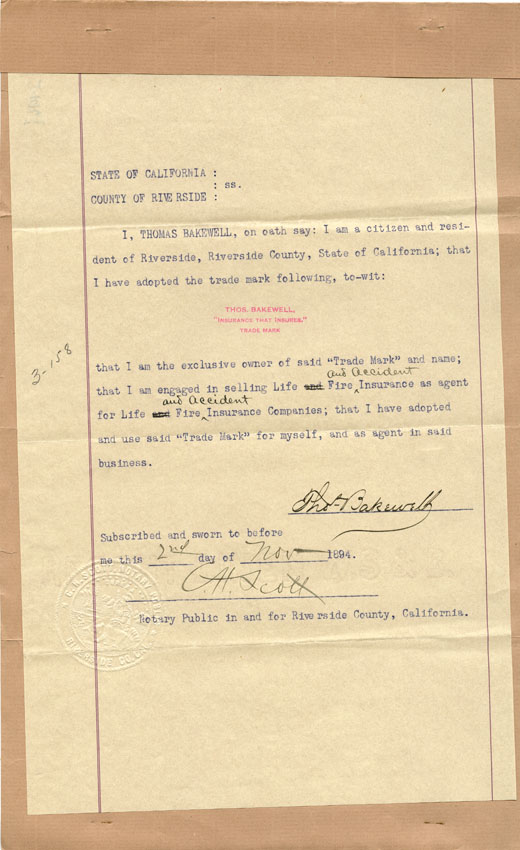 STATE OF CALIFORNIA :
: ss.
COUNTY OF RIVERSIDE :
I, THOMAS BAKEWELL, on oath say: I am a citizen and resi-
dent of Riverside, Riverside County, State of California; that
I have adopted the trade mark following, to-wit:
THOS. BAKEWELL,
"INSURANCE THAT INSURES."
TRADE MARK
3-158
that I am the exclusive owner of said "Trade Mark" and name;
and Accident
that I am engaged in selling Life and Fire Insurance as agent
and Accident
for Life and Fire Insurance Companies; that I have adopted
and use said "Trade Mark" for myself, and as agent in said
business.
Thos. Bakewell
Subscribed and sworn to before
me this 2nd day of Nov 1894.
Scott
Notary Public in and for Riverside County, California.